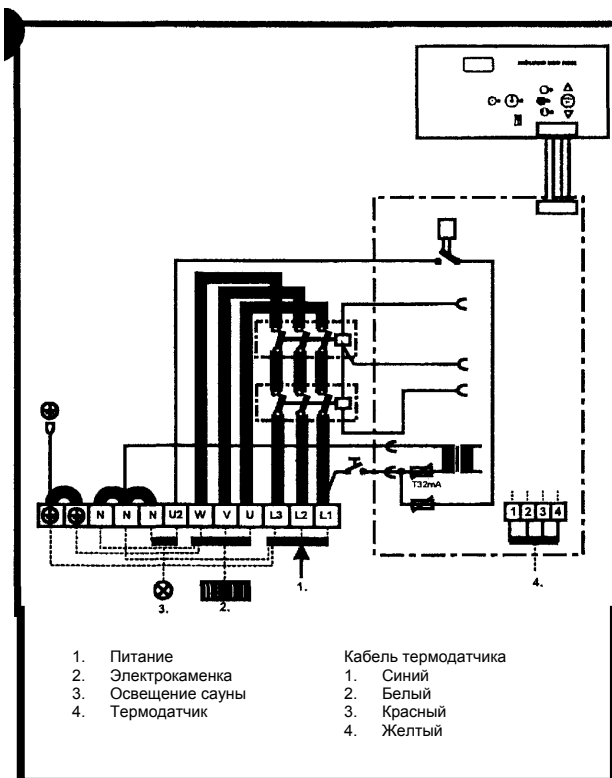 T32mA
N N N U2 W V U L3 L2 L1
1 2 3 4
1.
2.
3.
4.
1. Питание
2. Электрокаменка
3. Освещение сауны
4. Термодатчик
Кабель термодатчика
1. Синий
2. Белый
3. Красный
4. Желтый